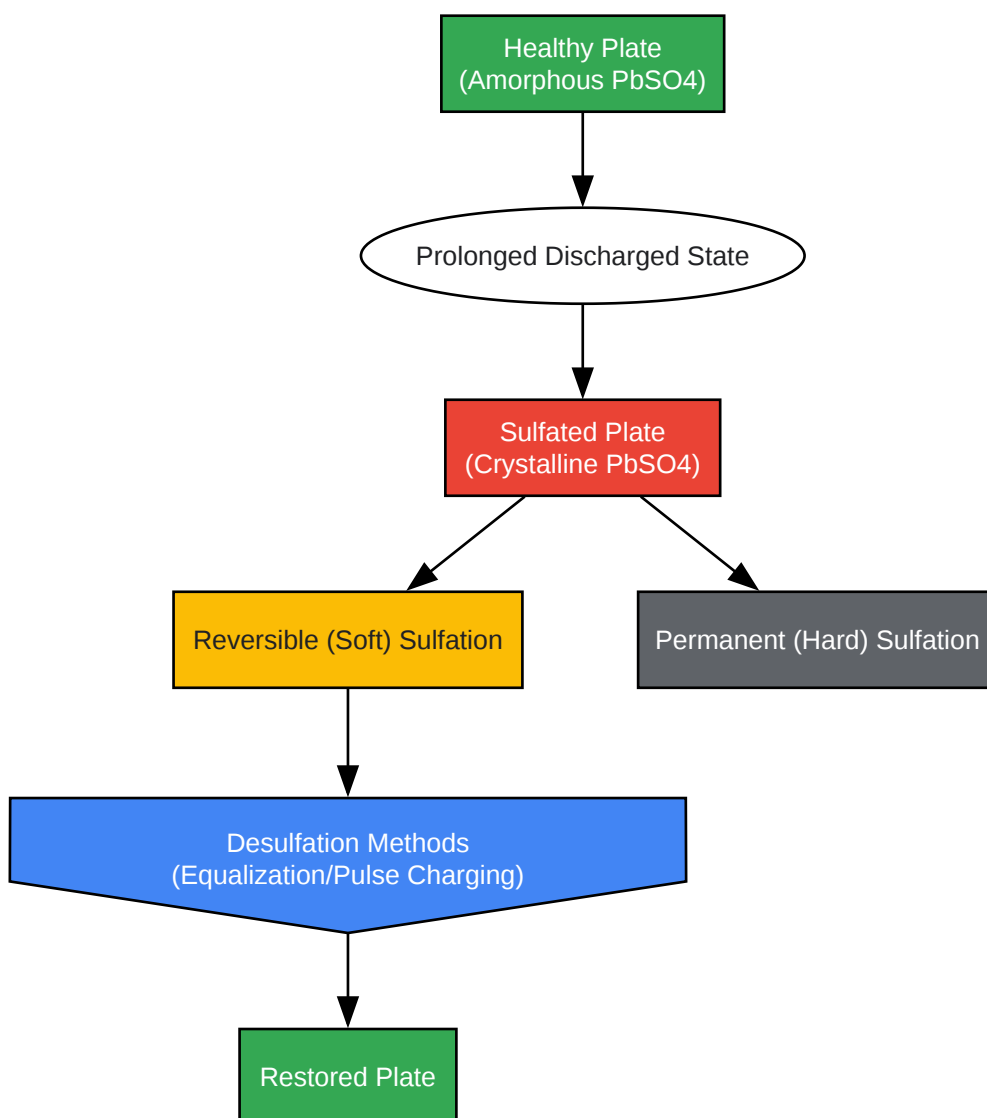 Healthy Plate
(Amorphous PbSO4)
Prolonged Discharged State
Sulfated Plate
(Crystalline PbSO4)
Reversible (Soft) Sulfation
Permanent (Hard) Sulfation
Desulfation Methods
(Equalization/Pulse Charging)
Restored Plate